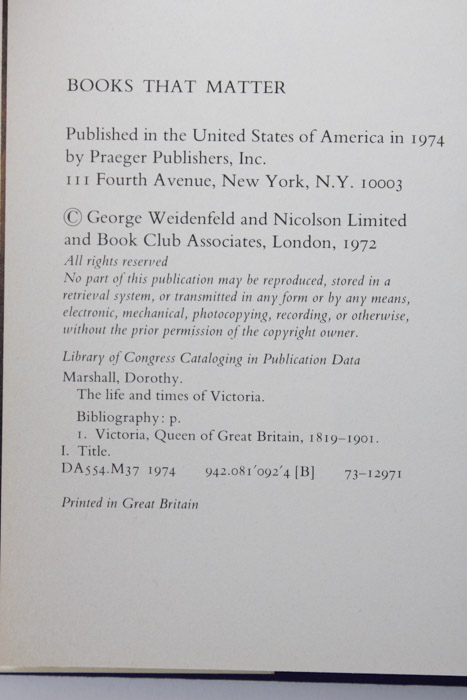 BOOKS THAT MATTER
Published in the United States of America in 1974
by Praeger Publishers, Inc.
111 Fourth Avenue, New York, N.Y. 10003
© George Weidenfeld and Nicolson Limited
and Book Club Associates, London, 1972
All rights reserved
No part of this publication may be reproduced, stored in a
retrieval system, or transmitted in any form or by any means,
electronic, mechanical, photocopying, recording, or otherwise,
without the prior permission of the copyright owner.
Library of Congress Cataloging in Publication Data
Marshall, Dorothy.
The life and times of Victoria.
Bibliography: p.
1. Victoria, Queen of Great Britain, 1819–1901.
I. Title.
DA554.M37 1974 942.081′092′4 [B] 73–12971
Printed in Great Britain